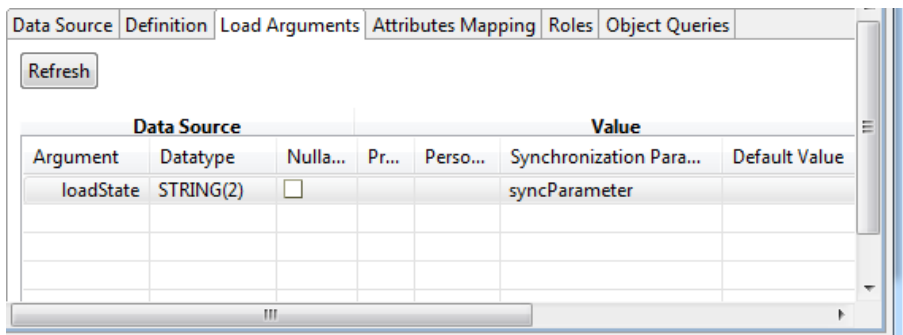 Data Source Definition Load Arguments Attributes Mapping Roles Object Queries
Refresh
Data Source Value
Argument Datatype Nulla... Pr... Perso... Synchronization Para... Default Value
loadState STRING(2) syncParameter